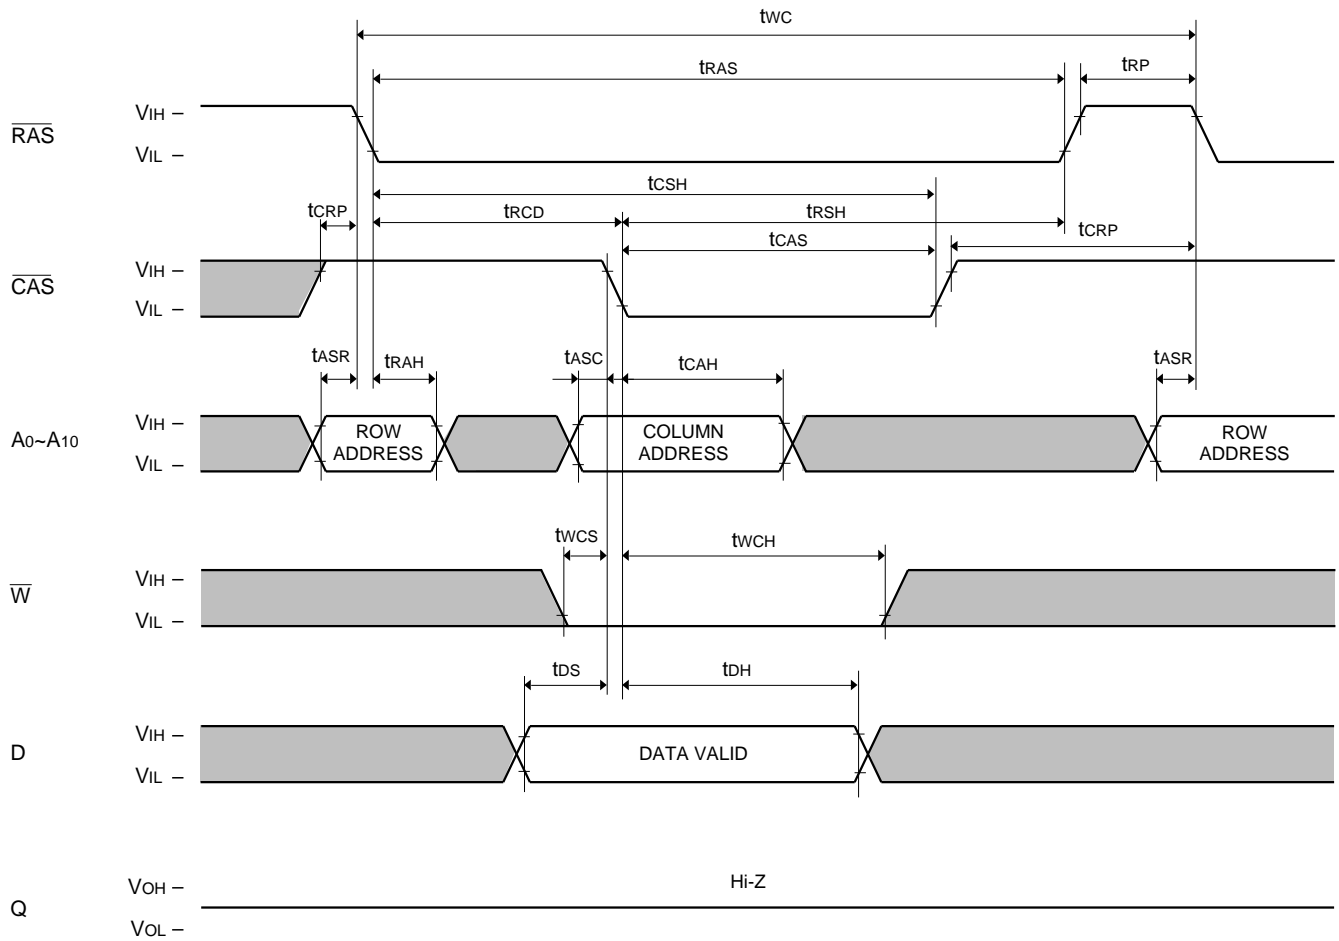 tWC
tRAS
tRP
RAS
VIH –
VIL –
tCSH
tCRP
tRCD
tRSH
tCRP
tCAS
CAS
VIH –
VIL –
tASR
tRAH
tASC
tCAH
tASR
A0~A10
VIH –
VIL –
ROW
ADDRESS
COLUMN
ADDRESS
ROW
ADDRESS
tWCS
tWCH
W
VIH –
VIL –
tDS
tDH
D
VIH –
VIL –
DATA VALID
Q
VOH –
VOL –
Hi-Z